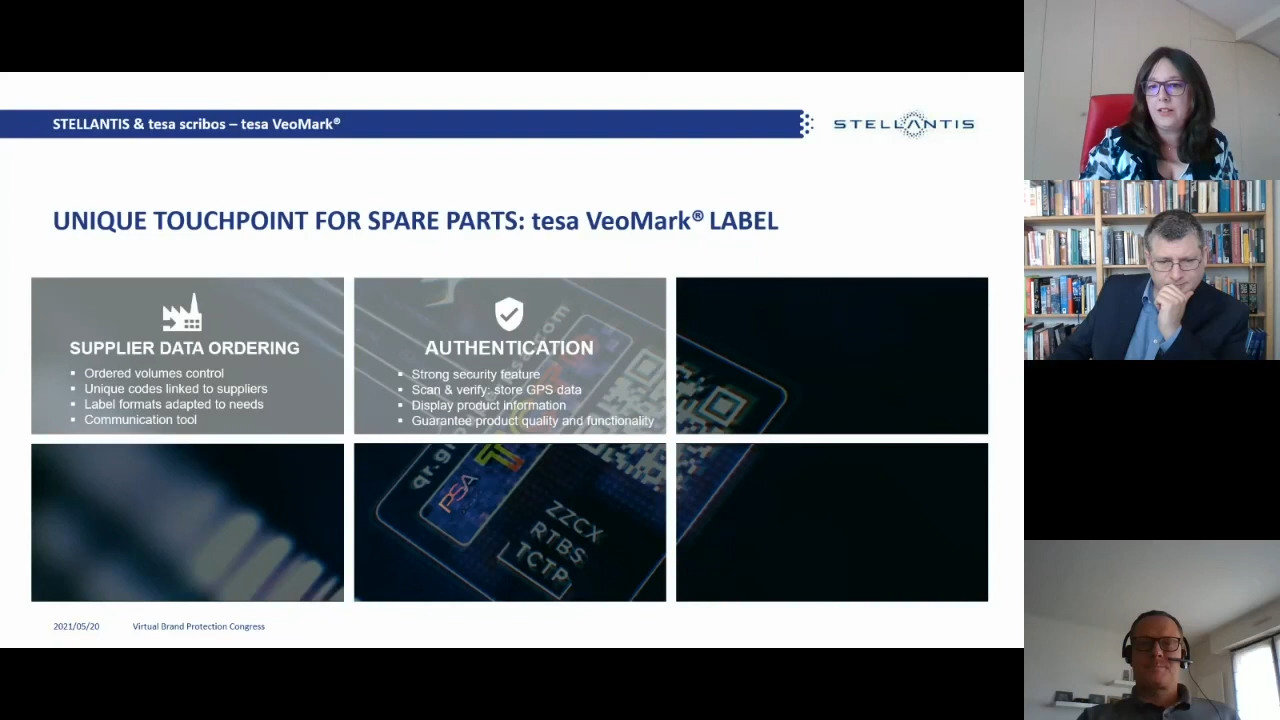 STELLANTIS & tesa scribos – tesa VeoMark®
STELLANTIS
UNIQUE TOUCHPOINT FOR SPARE PARTS: tesa VeoMark® LABEL
SUPPLIER DATA ORDERING
▪ Ordered volumes control
▪ Unique codes linked to suppliers
▪ Label formats adapted to needs
▪ Communication tool
AUTHENTICATION
▪ Strong security feature
▪ Scan & verify: store GPS data
▪ Display product information
▪ Guarantee product quality and functionality
PSA
ZZCX
RTBS
TCTP
2021/05/20
Virtual Brand Protection Congress